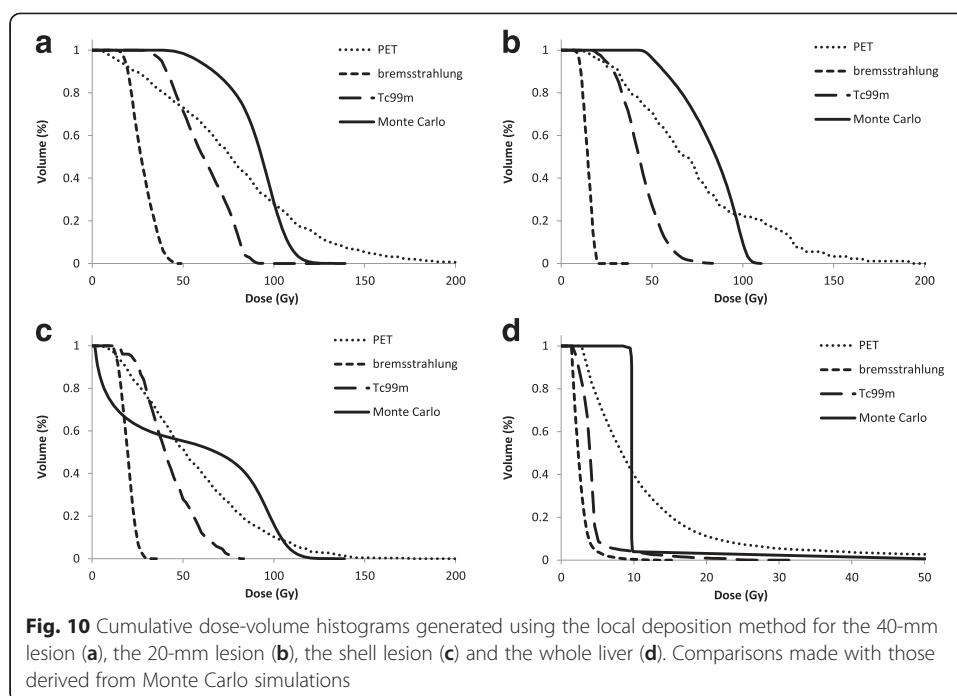 a
1
0.8
0.6
0.4
0.2
0
Volume (%)
0 50 100 150 200
Dose (Gy)
PET
bremsstrahlung
Tc99m
Monte Carlo
b
1
0.8
0.6
0.4
0.2
0
Volume (%)
0 50 100 150 200
Dose (Gy)
PET
bremsstrahlung
Tc99m
Monte Carlo
c
1
0.8
0.6
0.4
0.2
0
Volume (%)
0 50 100 150 200
Dose (Gy)
PET
bremsstrahlung
Tc99m
Monte Carlo
d
1
0.8
0.6
0.4
0.2
0
Volume (%)
0 10 20 30 40 50
Dose (Gy)
PET
bremsstrahlung
Tc99m
Monte Carlo
Fig. 10 Cumulative dose-volume histograms generated using the local deposition method for the 40-mm
lesion (a), the 20-mm lesion (b), the shell lesion (c) and the whole liver (d). Comparisons made with those
derived from Monte Carlo simulations